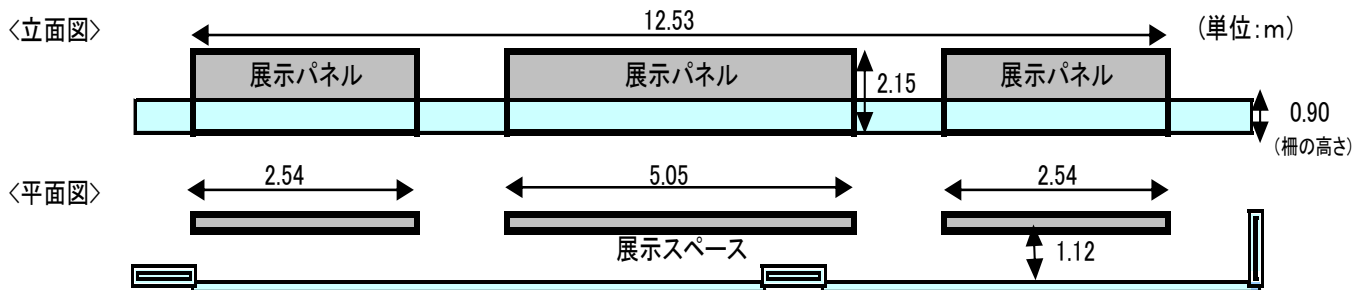 〈立面図〉
12.53
(単位:m)
展示パネル
展示パネル
展示パネル
2.15
0.90
(柵の高さ)
〈平面図〉
2.54
5.05
2.54
展示スペース
1.12